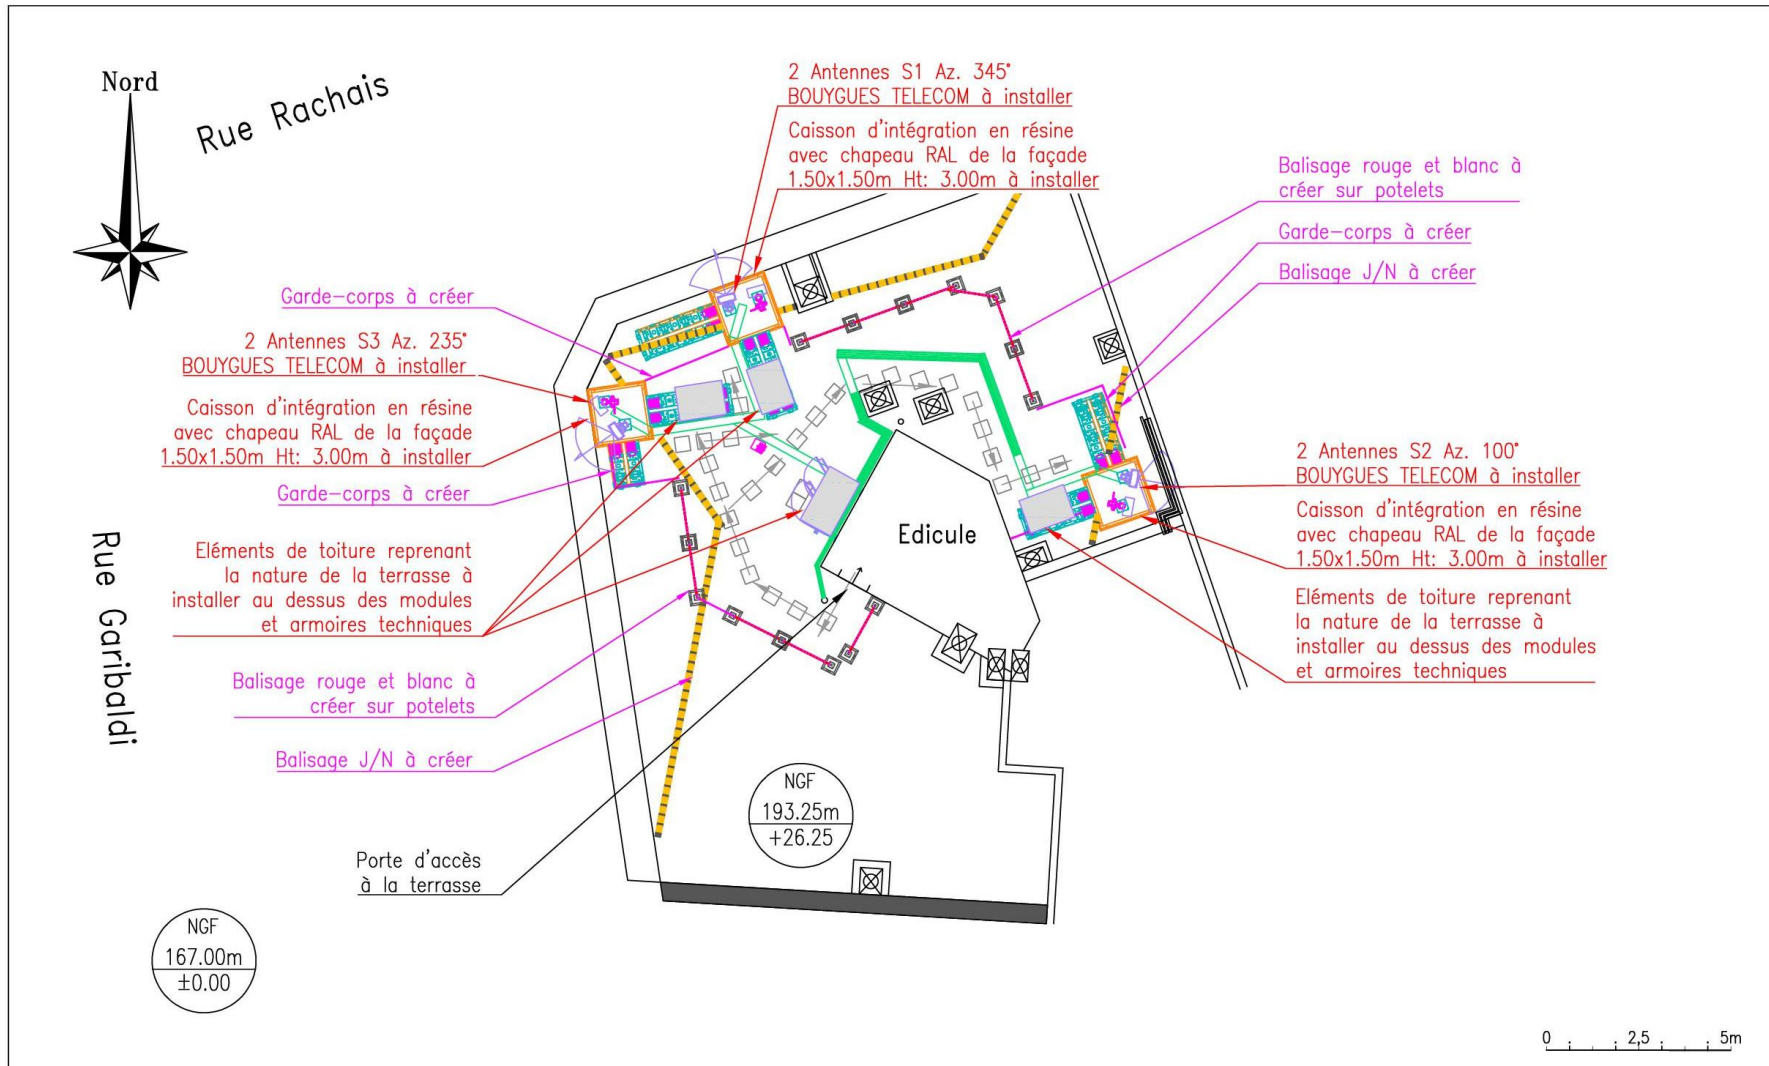 Nord
Rue Rachais
2 Antennes S1 Az. 345°
BOUYGUES TELECOM à installer
Caisson d'intégration en résine
avec chapeau RAL de la façade
1.50x1.50m Ht: 3.00m à installer
Balisage rouge et blanc à
créer sur potelets
Garde-corps à créer
Balisage J/N à créer
Garde-corps à créer
2 Antennes S3 Az. 235°
BOUYGUES TELECOM à installer
Caisson d'intégration en résine
avec chapeau RAL de la façade
1.50x1.50m Ht: 3.00m à installer
Garde-corps à créer
2 Antennes S2 Az. 100°
BOUYGUES TELECOM à installer
Caisson d'intégration en résine
avec chapeau RAL de la façade
1.50x1.50m Ht: 3.00m à installer
Edicule
Rue Garibaldi
Eléments de toiture reprenant
la nature de la terrasse à
installer au dessus des modules
et armoires techniques
Eléments de toiture reprenant
la nature de la terrasse à
installer au dessus des modules
et armoires techniques
Balisage rouge et blanc à
créer sur potelets
Balisage J/N à créer
NGF
193.25m
+26.25
Porte d'accès
à la terrasse
NGF
167.00m
±0.00
0 2,5 5m